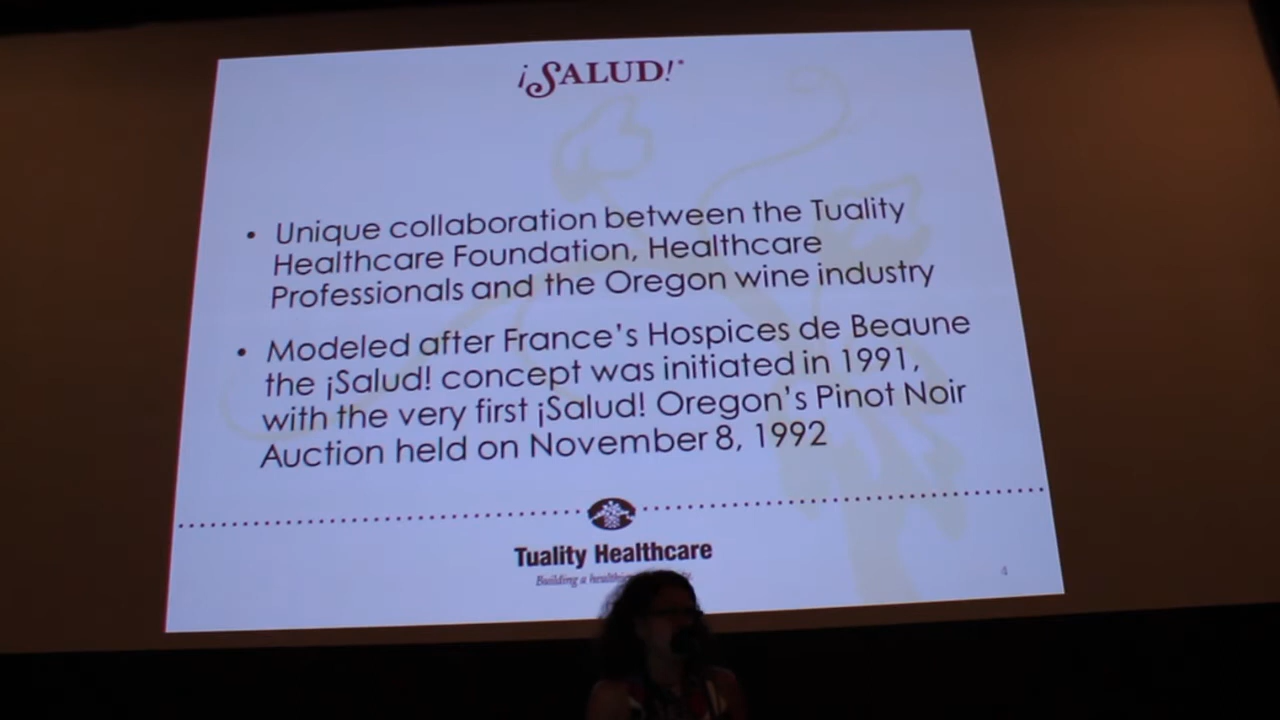 ¡SALUD!
• Unique collaboration between the Tuality
Healthcare Foundation, Healthcare
Professionals and the Oregon wine industry
• Modeled after France's Hospices de Beaune
the ¡Salud! concept was initiated in 1991,
with the very first ¡Salud! Oregon's Pinot Noir
Auction held on November 8, 1992
Tuality Healthcare
Building a
4